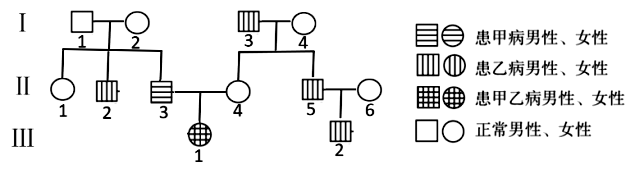 I
1 2 3 4
II
1 2 3 4 5 6
III
1 2
患甲病男性、女性
患乙病男性、女性
患甲乙病男性、女性
正常男性、女性